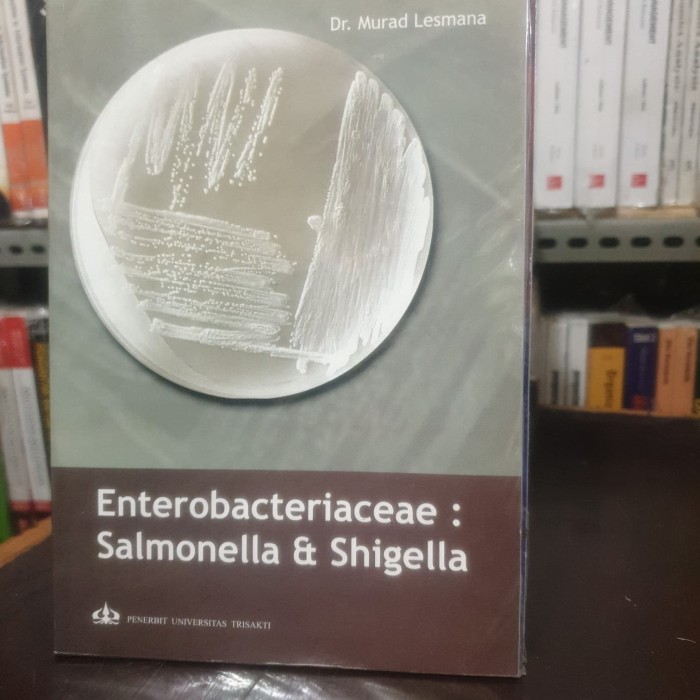 Dr. Murad Lesmana
Enterobacteriaceae :
Salmonella & Shigella
PENERBIT UNIVERSITAS TRISAKTI